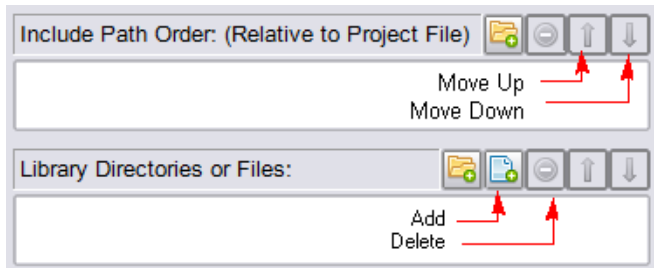 Include Path Order: (Relative to Project File)
Move Up
Move Down
Library Directories or Files:
Add
Delete